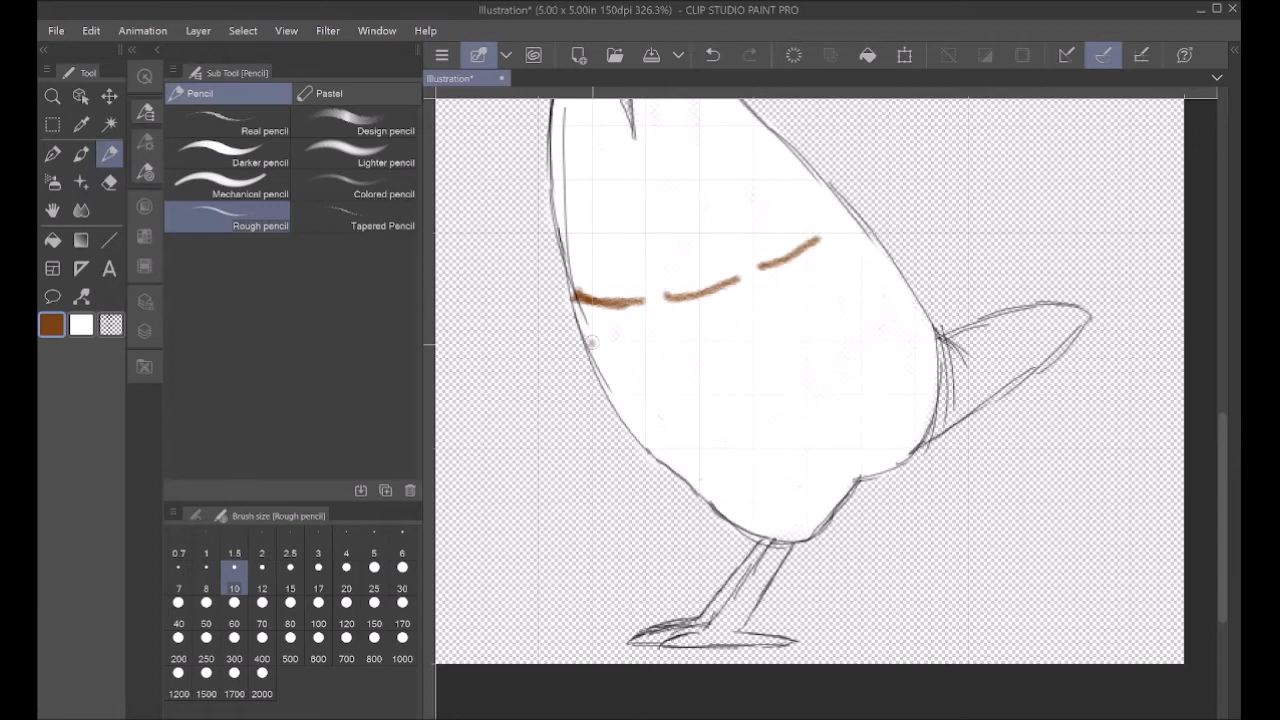 Illustration* (5.00 x 5.00in 150dpi 326.3%) - CLIP STUDIO PAINT PRO
File Edit Animation Layer Select View Filter Window Help
Tool
Sub Tool [Pencil]
Illustration*
Pencil Pastel
Real pencil Design pencil
Darker pencil Lighter pencil
Mechanical pencil Colored pencil
Rough pencil Tapered Pencil
Brush size [Rough pencil]
0.7 1 1.5 2 2.5 3 4 5 6
7 8 10 12 15 17 20 25 30
40 50 60 70 80 100 120 150 170
200 250 300 400 500 600 700 800 1000
1200 1500 1700 2000